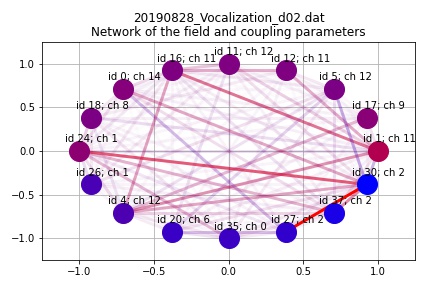 20190828_Vocalization_d02.dat
Network of the field and coupling parameters
id 11; ch 12
id 16; ch 11
id 12; ch 11
id 0; ch 14
id 5; ch 12
id 18; ch 8
id 17; ch 9
id 24; ch 1
id 1; ch 11
id 26; ch 1
id 30; ch 2
id 4; ch 12
id 37; ch 2
id 20; ch 6
id 35; ch 0
id 27; ch 2
1.0
0.5
0.0
−0.5
−1.0
−1.0
−0.5
0.0
0.5
1.0